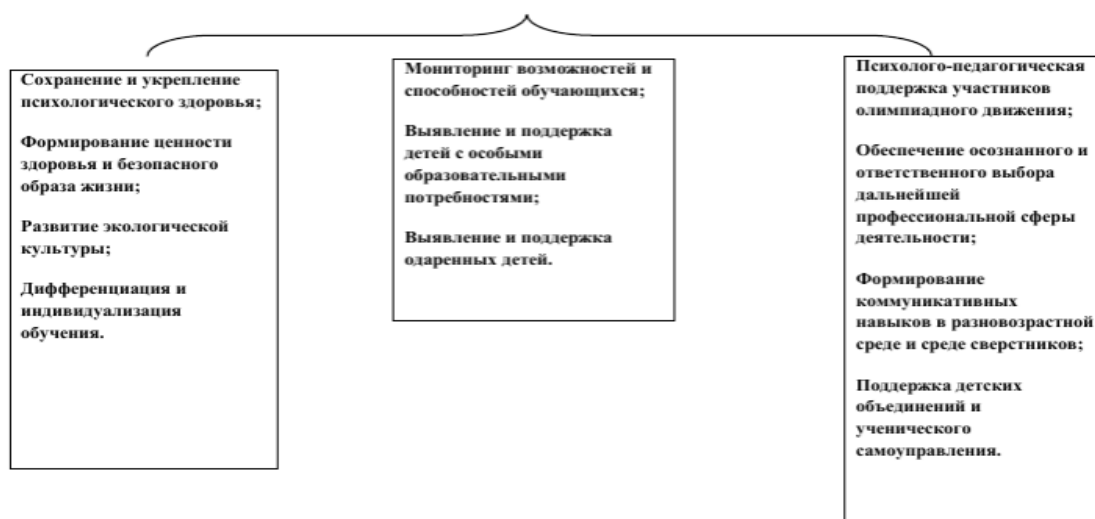 Сохранение и укрепление
психологического здоровья;
Формирование ценности
здоровья и безопасного
образа жизни;
Развитие экологической
культуры;
Дифференциация и
индивидуализация
обучения.
Мониторинг возможностей и
способностей обучающихся;
Выявление и поддержка
детей с особыми
образовательными
потребностями;
Выявление и поддержка
одаренных детей.
Психолого-педагогическая
поддержка участников
олимпиадного движения;
Обеспечение осознанного и
ответственного выбора
дальнейшей
профессиональной сферы
деятельности;
Формирование
коммуникативных
навыков в разновозрастной
среде и среде сверстников;
Поддержка детских
объединений и
ученического
самоуправления.